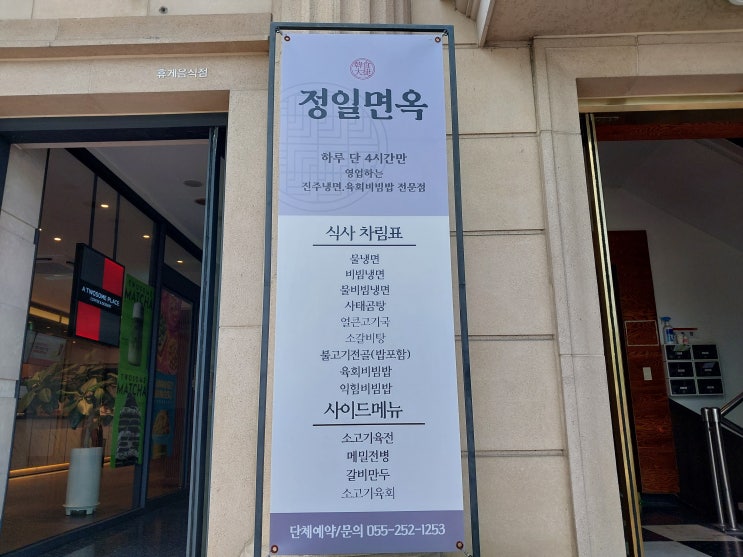 휴게음식점
정일면옥
하루 단 4시간만
영업하는
진주냉면.육회비빔밥 전문점
식사 차림표
물냉면
비빔냉면
물비빔냉면
사태곰탕
얼큰고기국
소갈비탕
불고기전골(밥포함)
육회비빔밥
익힘비빔밥
사이드메뉴
소고기육전
메밀전병
갈비만두
소고기육회
단체예약/문의 055-252-1253
A TWOSOME PLACE
MATCHA
TWOSOME
MATCHA